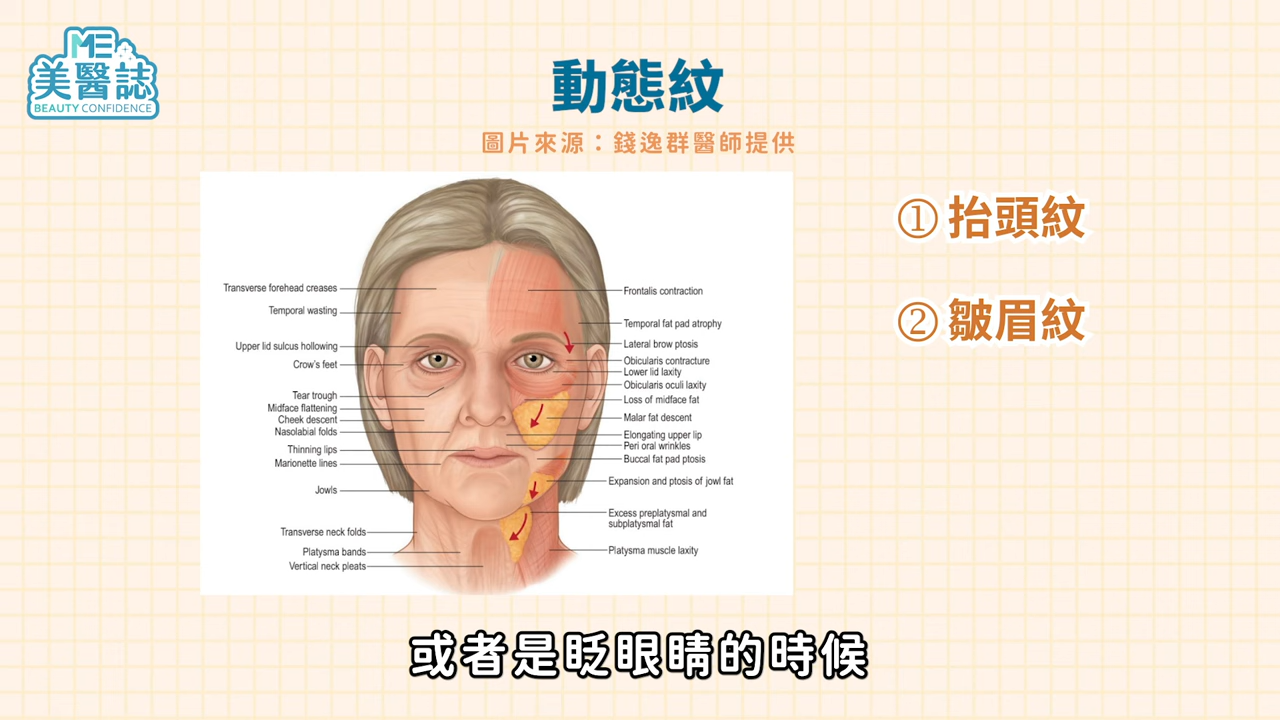 ME
美醫誌
BEAUTY CONFIDENCE
動態紋
圖片來源：錢逸群醫師提供
Transverse forehead creases
Temporal wasting
Upper lid sulcus hollowing
Crow's feet
Tear trough
Midface flattening
Cheek descent
Nasolabial folds
Thinning lips
Marionette lines
Jowls
Transverse neck folds
Platysma bands
Vertical neck pleats
Frontalis contraction
Temporal fat pad atrophy
Lateral brow ptosis
Obicularis contracture
Lower lid laxity
Obicularis oculi laxity
Loss of midface fat
Malar fat descent
Elongating upper lip
Peri oral wrinkles
Buccal fat pad ptosis
Expansion and ptosis of jowl fat
Excess preplatysmal and
subplatysmal fat
Platysma muscle laxity
① 抬頭紋
② 皺眉紋
或者是眨眼睛的時候